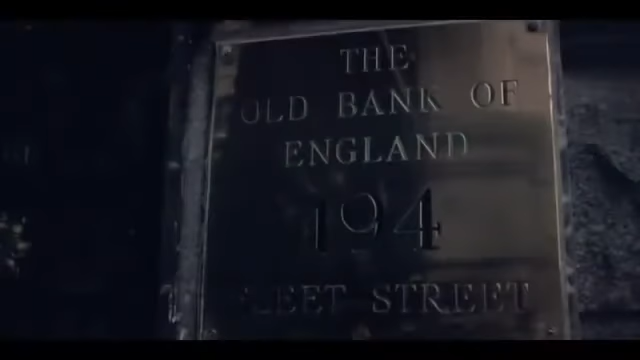 THE
OLD BANK OF
ENGLAND
194
FLEET STREET